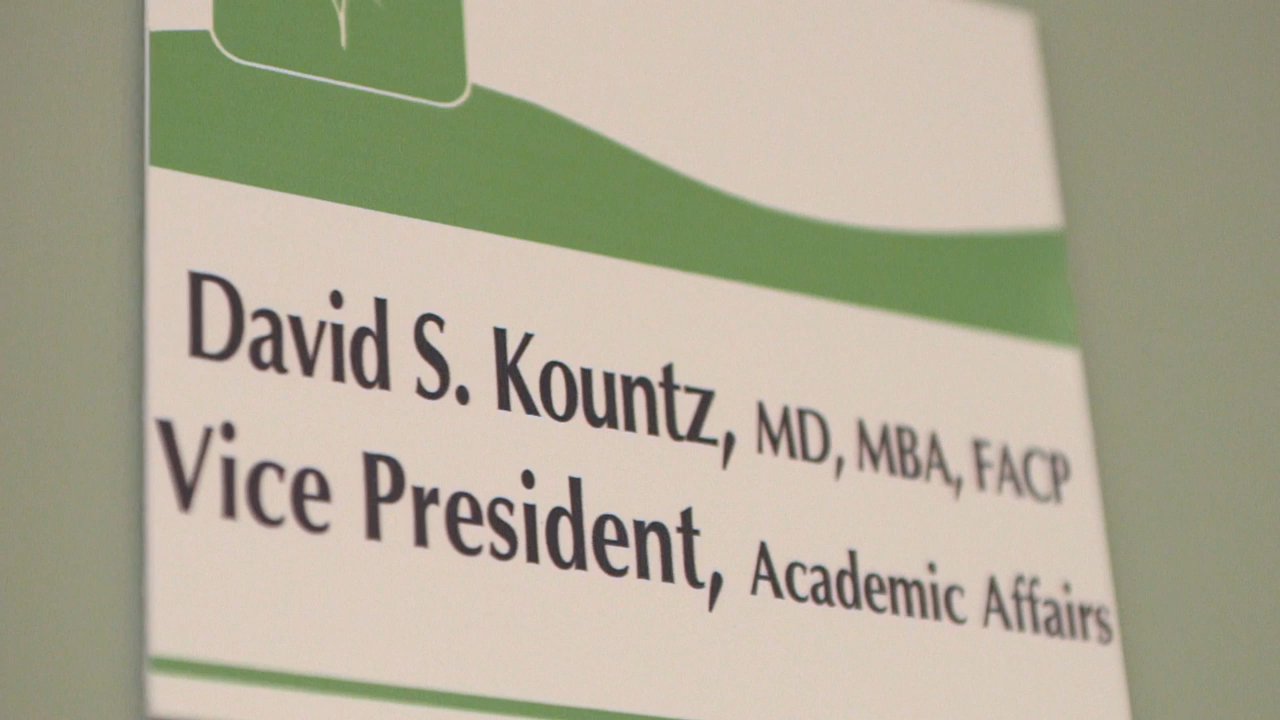 David S. Kountz, MD, MBA, FACP
Vice President, Academic Affairs